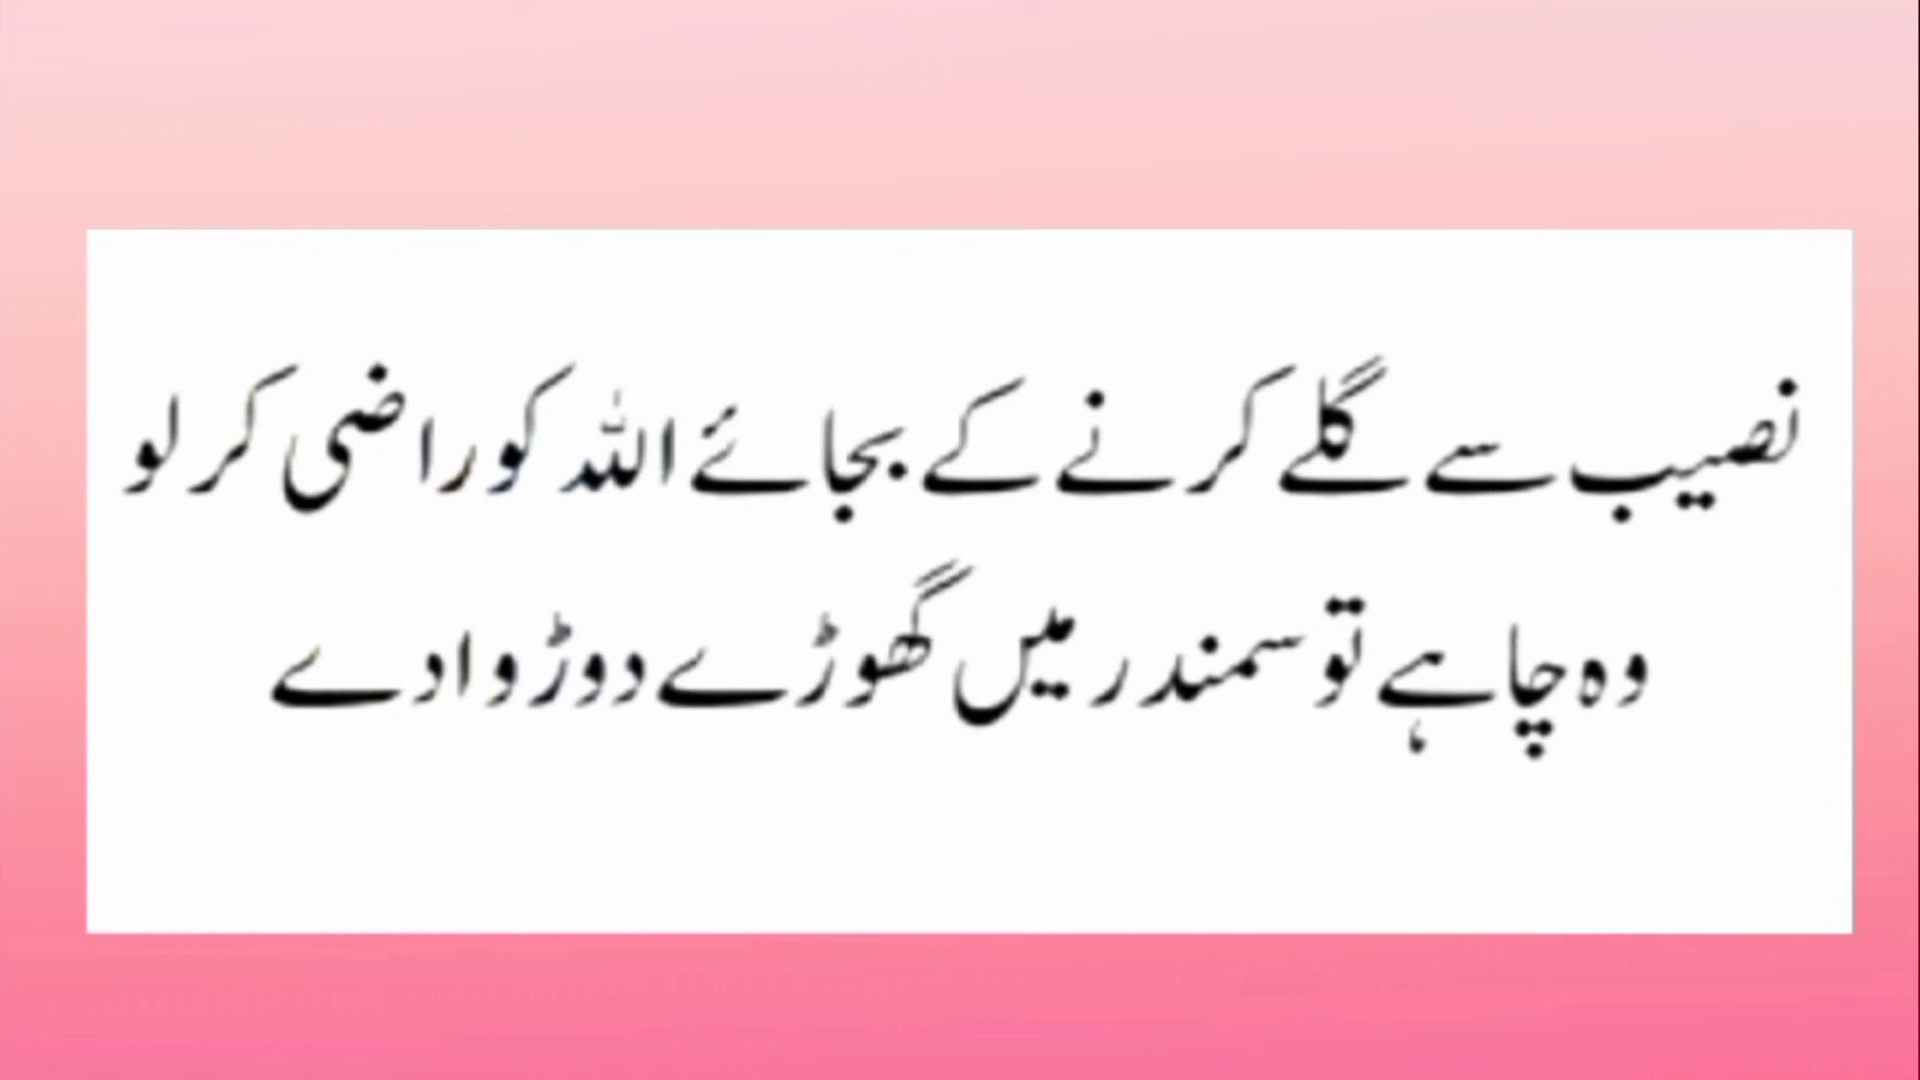 نصیب سے گلے کرنے کے بجائے اللہ کو راضی کر لو
وہ چاہے تو سمندر میں گھوڑے دوڑوا دے